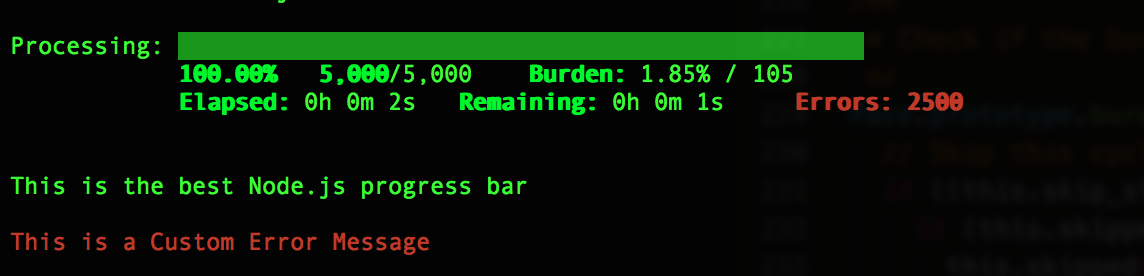 Processing:
100.00% 5,000/5,000 Burden: 1.85% / 105
Elapsed: 0h 0m 2s Remaining: 0h 0m 1s Errors: 2500
This is the best Node.js progress bar
This is a Custom Error Message